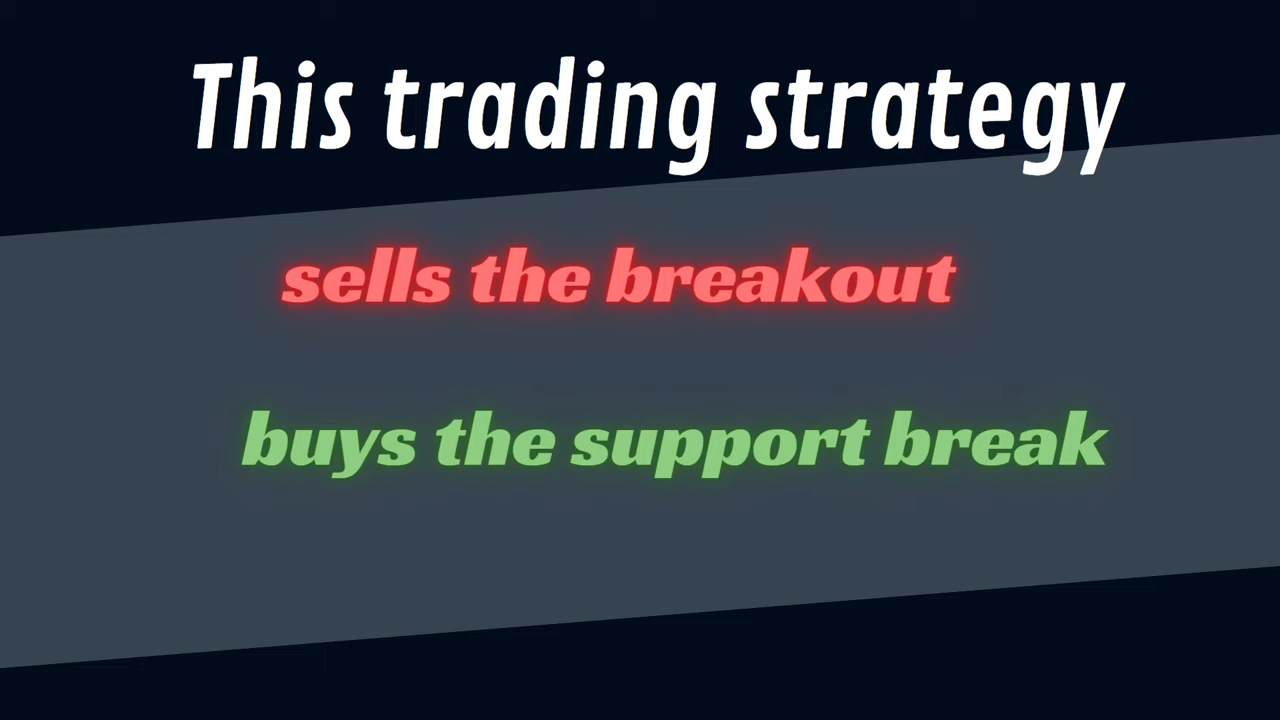 This trading strategy
sells the breakout
buys the support break